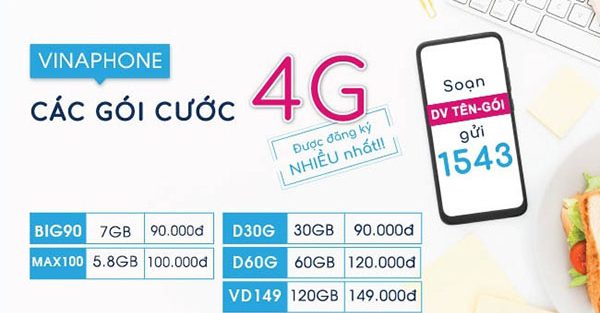 VINAPHONE
CÁC GÓI CƯỚC 4G
Được đăng ký
NHIỀU nhất!!
Soạn
DV TÊN-GÓI
gửi
1543
BIG90 7GB 90.000đ
MAX100 5.8GB 100.000đ
D30G 30GB 90.000đ
D60G 60GB 120.000đ
VD149 120GB 149.000đ